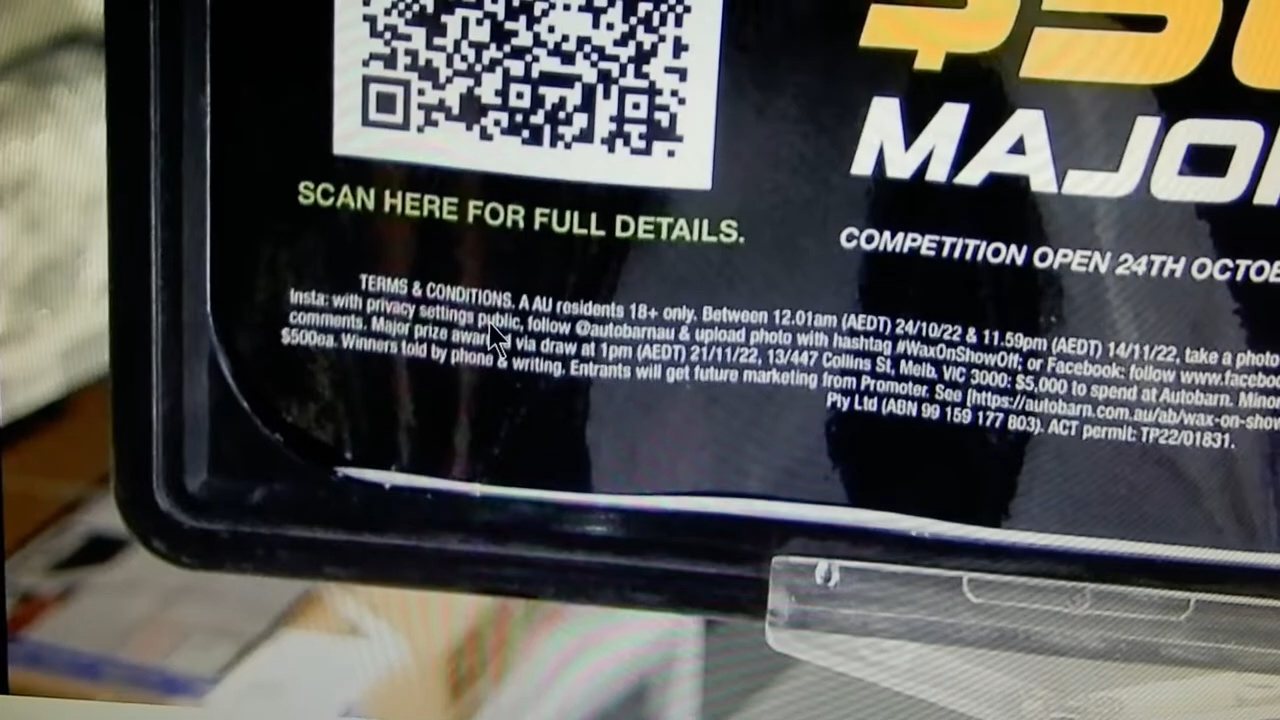 MAJO
SCAN HERE FOR FULL DETAILS.
COMPETITION OPEN 24TH OCTO
TERMS & CONDITIONS. A AU residents 18+ only. Between 12.01am (AEDT) 24/10/22 & 11.59pm (AEDT) 14/11/22, take a photo
Insta: with privacy settings public, follow @autobarnau & upload photo with hashtag #WaxOnShowOff; or Facebook: follow www.facebo
comments. Major prize via draw at 1pm (AEDT) 21/11/22, 13/447 Collins St, Melb. VIC 3000: $5,000 to spend at Autobarn. Minor
$500ea. Winners told by phone & writing. Entrants will get future marketing from Promoter. See [https://autobarn.com.au/ab/wax-on-show
Pty Ltd (ABN 99 159 177 803). ACT permit: TP22/01831.